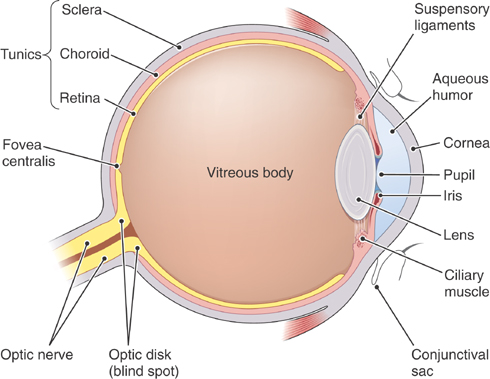 Sclera
Tunics
Choroid
Retina
Fovea
centralis
Vitreous body
Optic nerve
Optic disk
(blind spot)
Suspensory
ligaments
Aqueous
humor
Cornea
Pupil
Iris
Lens
Ciliary
muscle
Conjunctival
sac